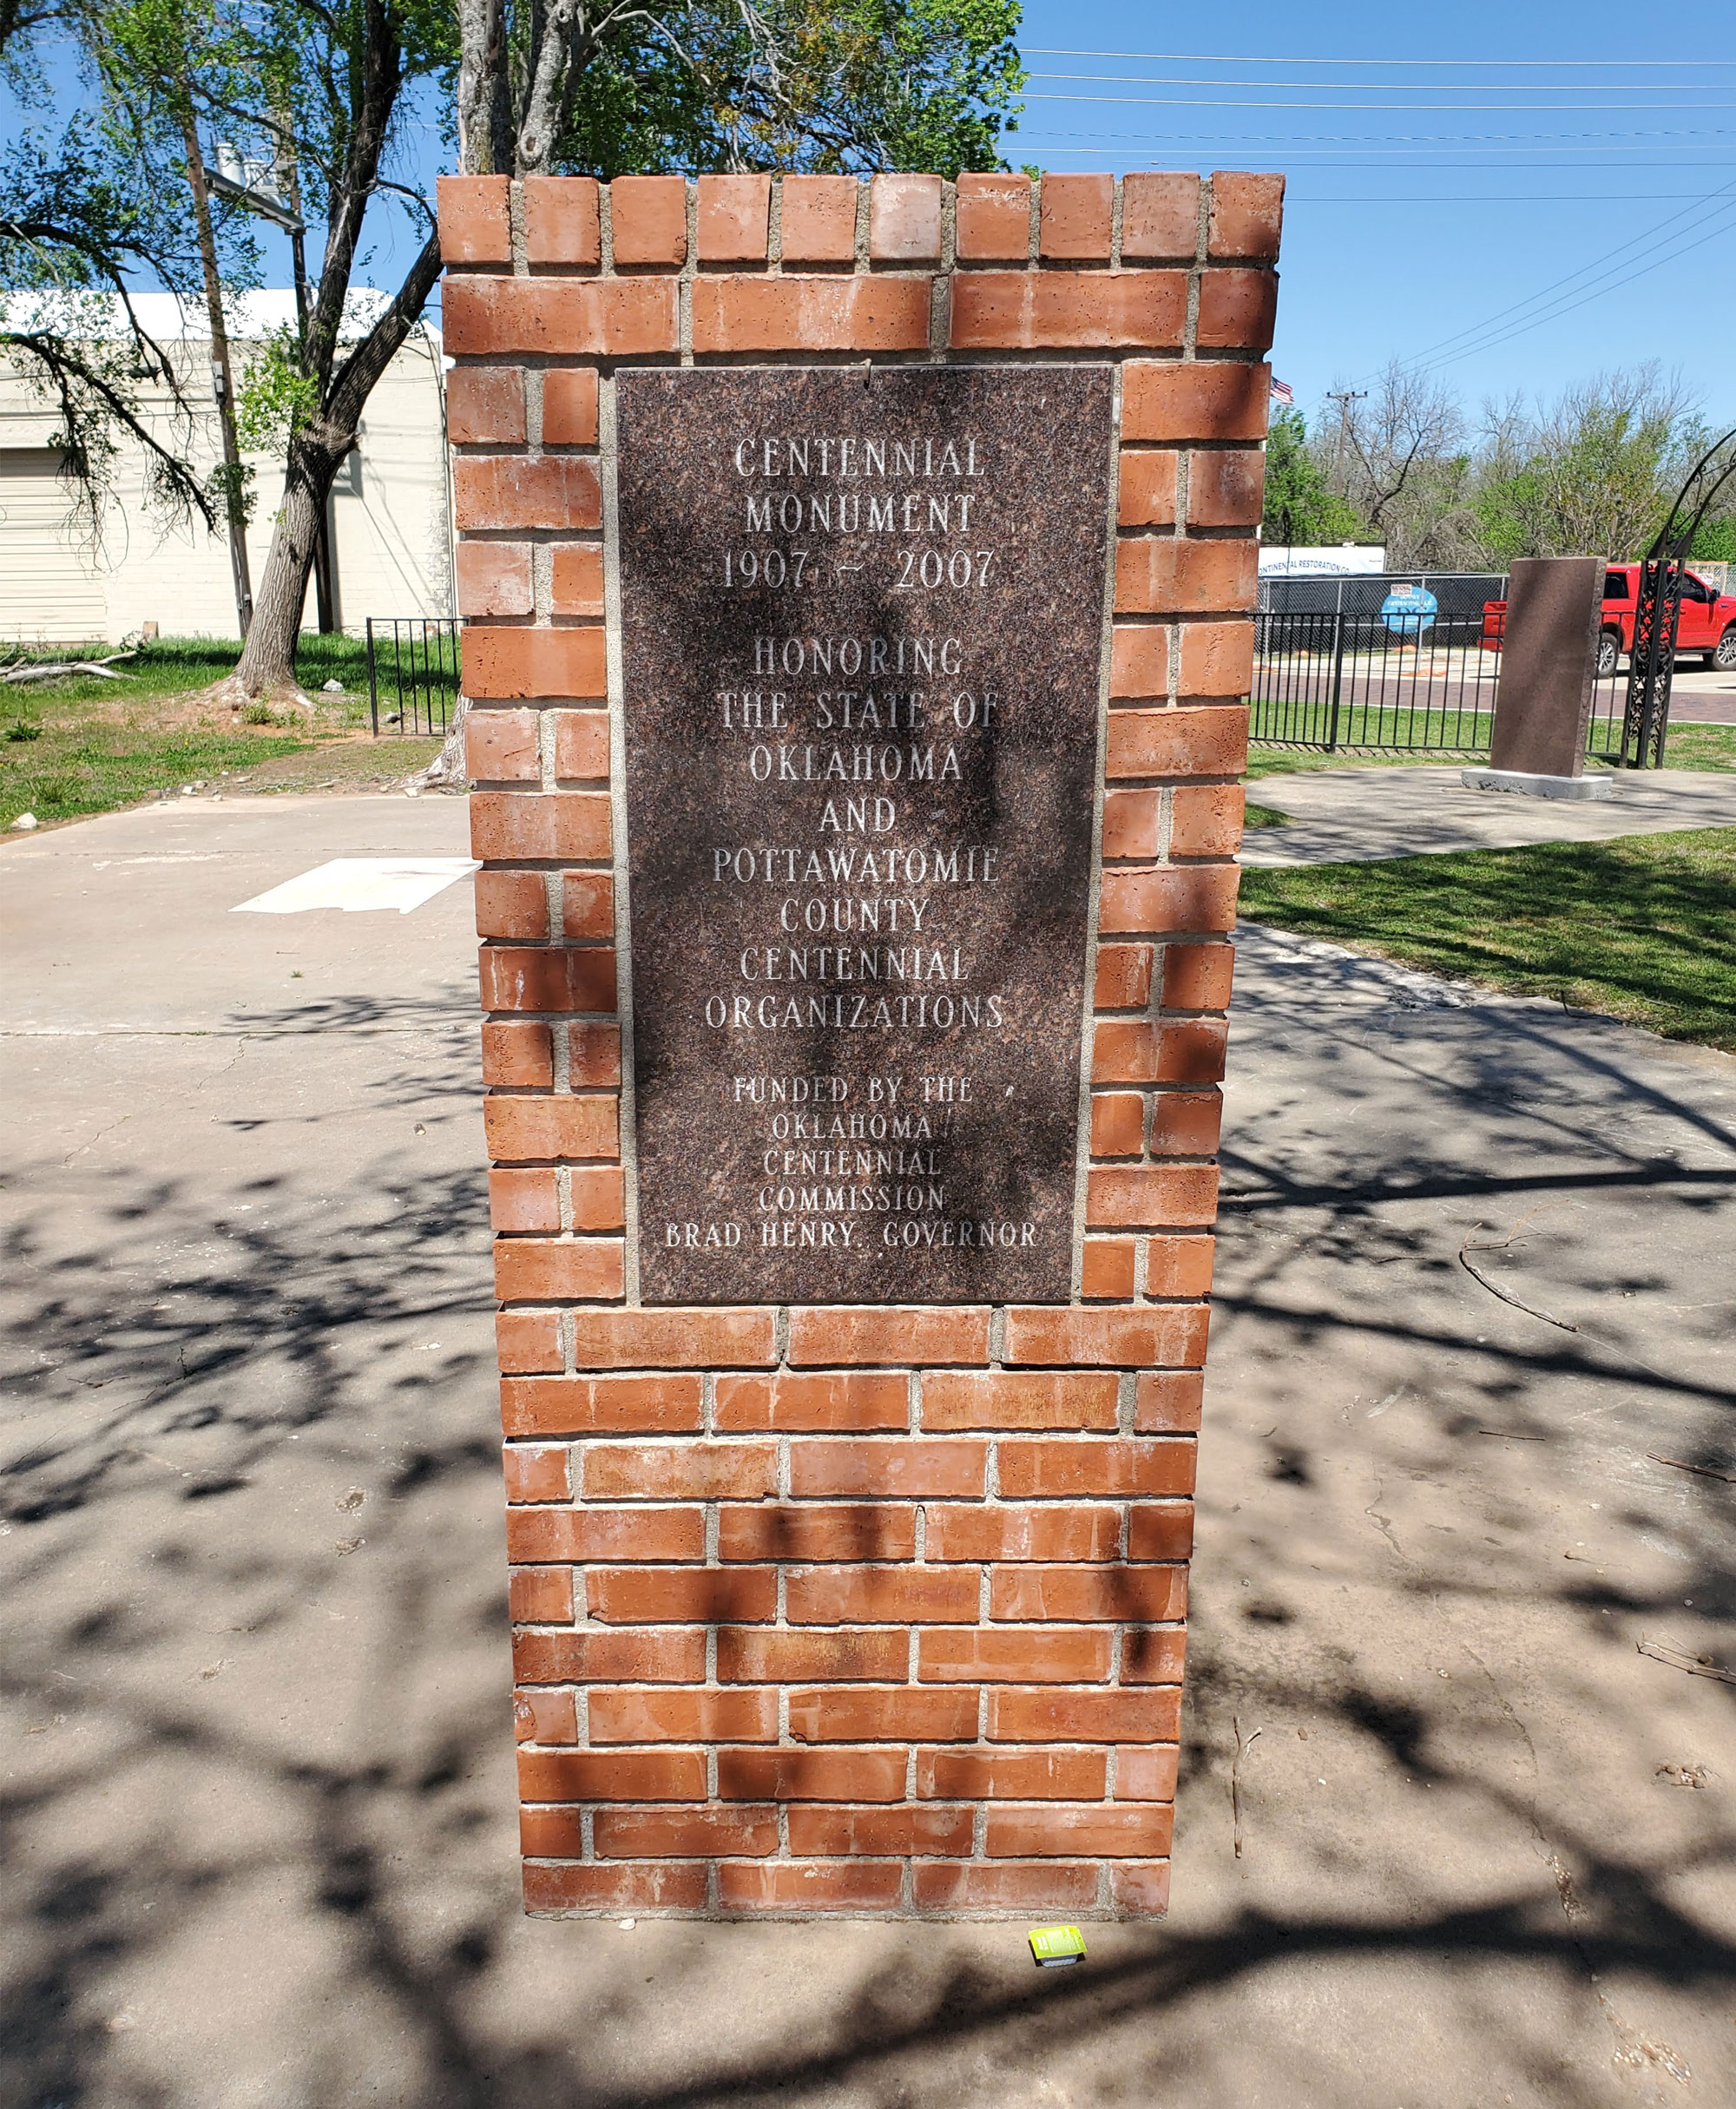 CENTENNIAL
MONUMENT
1907 ~ 2007
HONORING
THE STATE OF
OKLAHOMA
AND
POTTAWATOMIE
COUNTY
CENTENNIAL
ORGANIZATIONS
FUNDED BY THE
OKLAHOMA
CENTENNIAL
COMMISSION
BRAD HENRY, GOVERNOR
RESTORATION